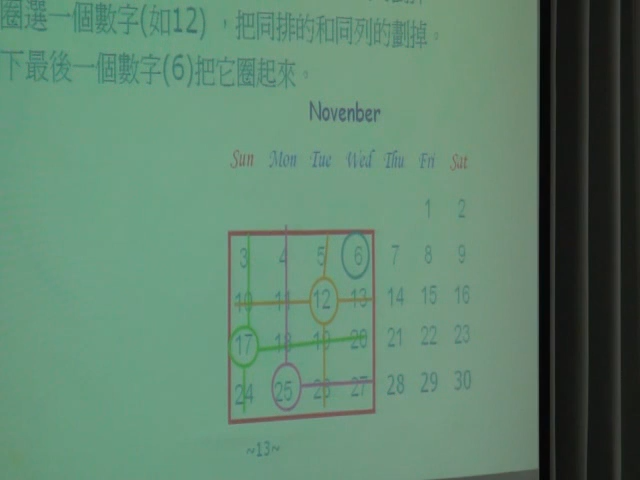 圈選一個數字(如12)，把同排的和同列的劃掉。
下最後一個數字(6)把它圈起來。
Novenber
Sun Mon Tue Wed Thu Fri Sat
1 2
3 4 5 6 7 8 9
10 11 12 13 14 15 16
17 18 19 20 21 22 23
24 25 26 27 28 29 30
~13~